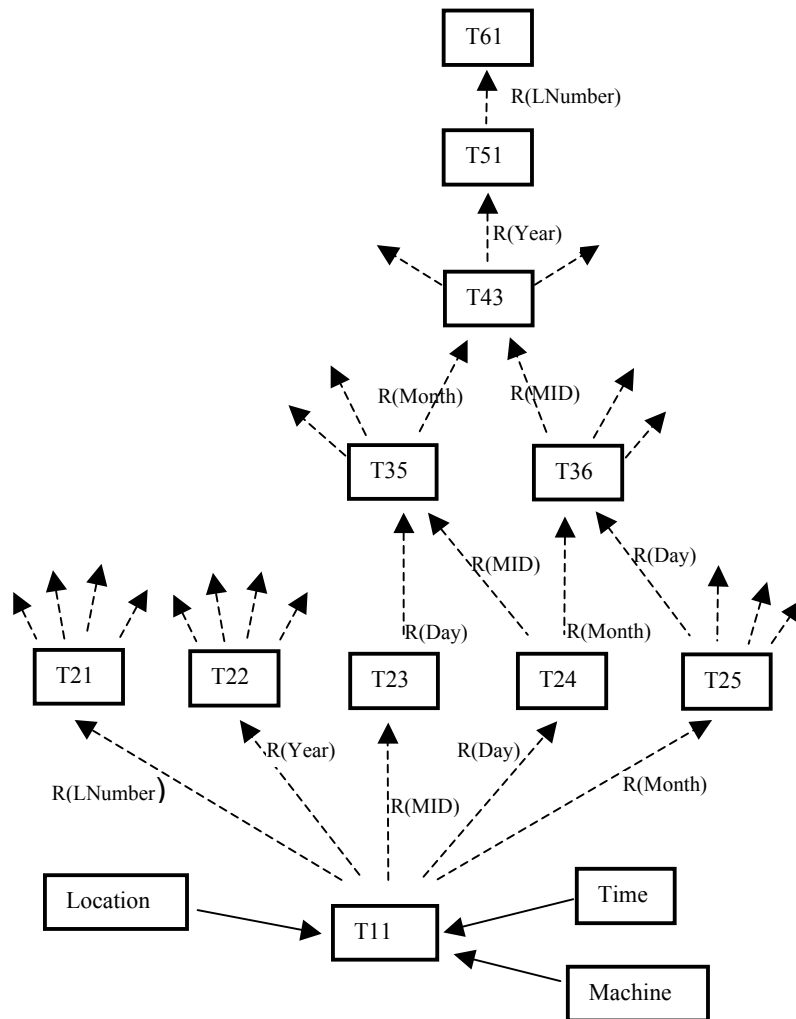 T61
R(LNumber)
T51
R(Year)
T43
R(Month)
R(MID)
T35
T36
R(MID)
R(Day)
R(Day)
R(Month)
T21
T22
T23
T24
T25
R(Year)
R(Day)
R(LNumber)
R(MID)
R(Month)
Location
Time
T11
Machine